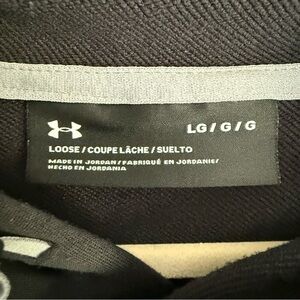 LG / G / G
LOOSE / COUPE LÂCHE / SUELTO
MADE IN JORDAN / FABRIQUÉ EN JORDANIE/
HECHO EN JORDANIA